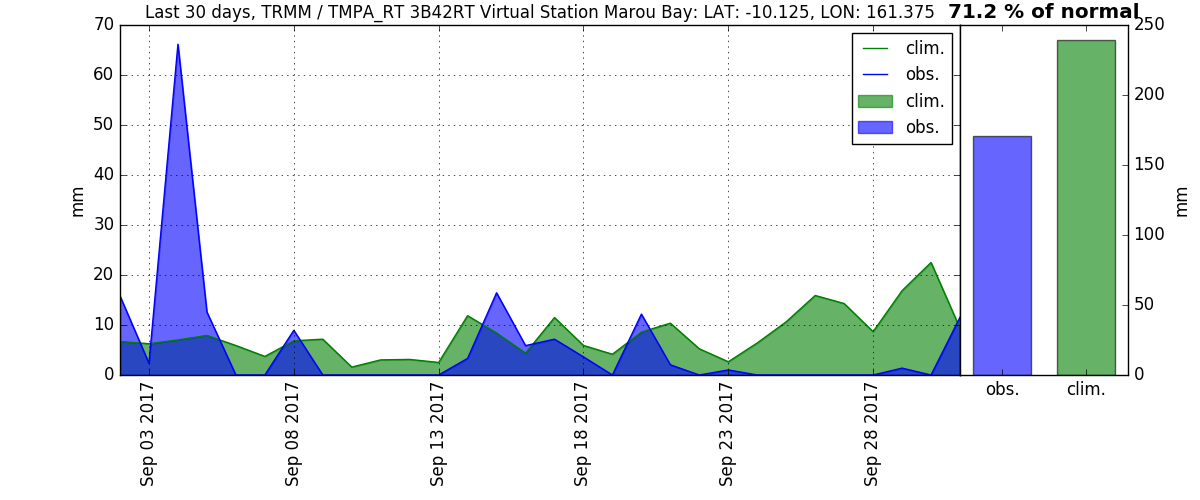 Last 30 days, TRMM / TMPA_RT 3B42RT Virtual Station Marou Bay: LAT: -10.125, LON: 161.375 71.2 % of normal
70
60
50
40
30
20
10
0
mm
clim.
obs.
clim.
obs.
250
200
150
100
50
0
mm
Sep 03 2017
Sep 08 2017
Sep 13 2017
Sep 18 2017
Sep 23 2017
Sep 28 2017
obs. clim.